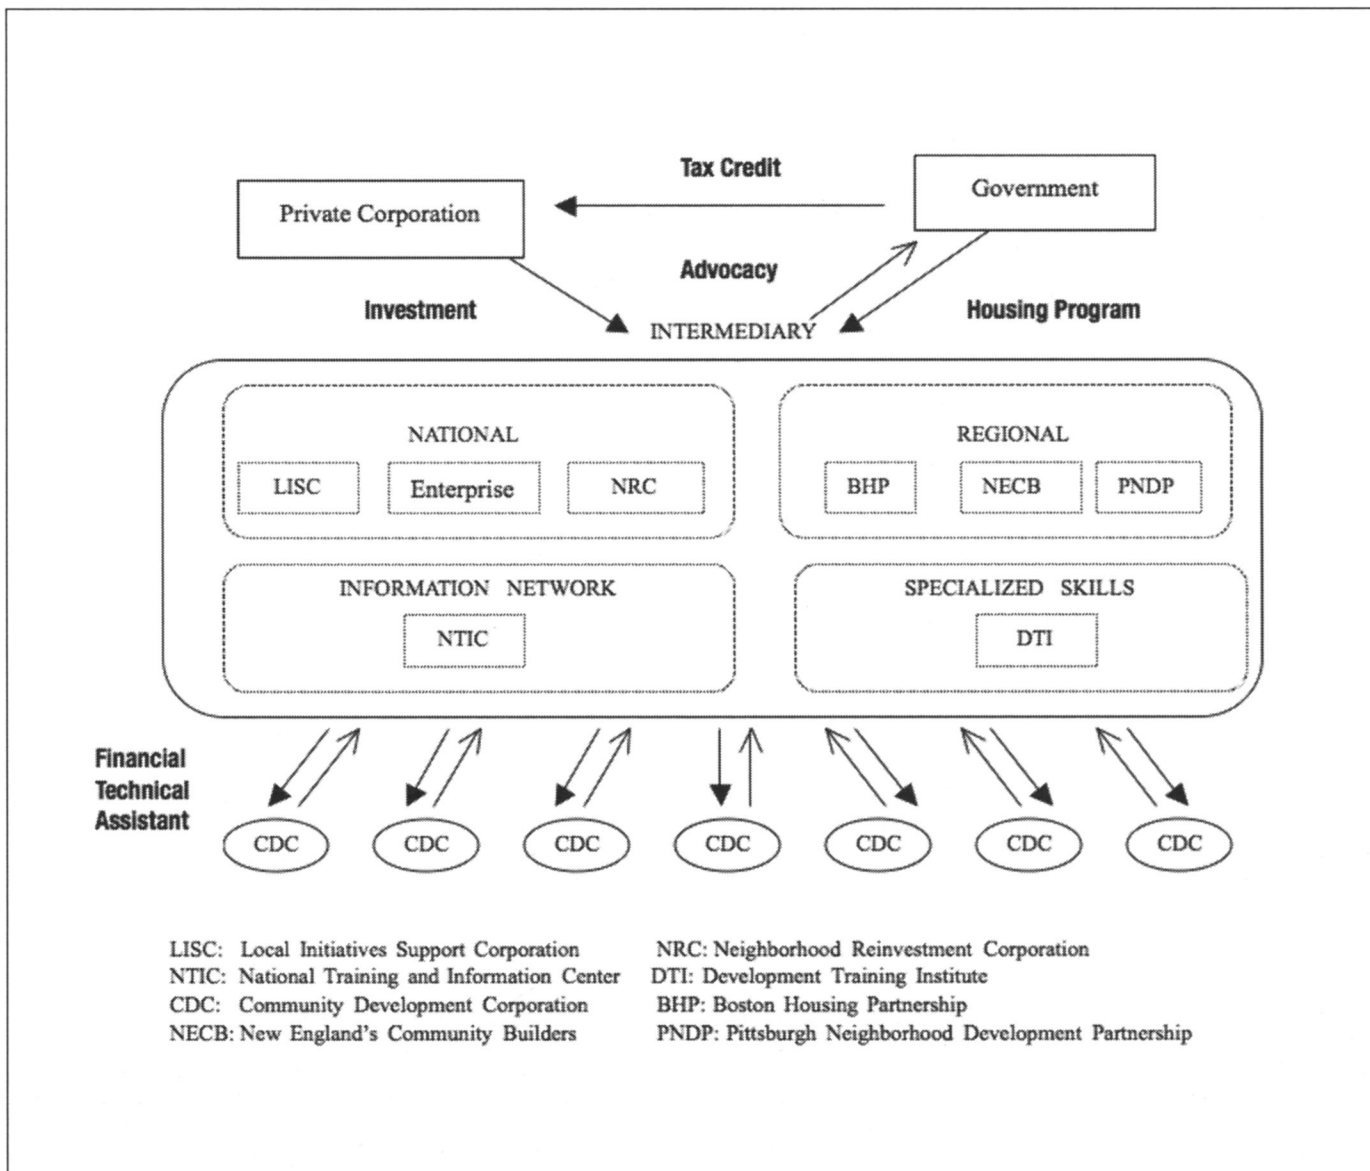 Tax Credit
Private Corporation
Government
Advocacy
Investment
Housing Program
INTERMEDIARY
NATIONAL
REGIONAL
LISC
Enterprise
NRC
BHP
NECB
PNDP
INFORMATION NETWORK
SPECIALIZED SKILLS
NTIC
DTI
Financial
Technical
Assistant
CDC
CDC
CDC
CDC
CDC
CDC
CDC
LISC: Local Initiatives Support Corporation
NRC: Neighborhood Reinvestment Corporation
NTIC: National Training and Information Center
DTI: Development Training Institute
CDC: Community Development Corporation
BHP: Boston Housing Partnership
NECB: New England's Community Builders
PNDP: Pittsburgh Neighborhood Development Partnership